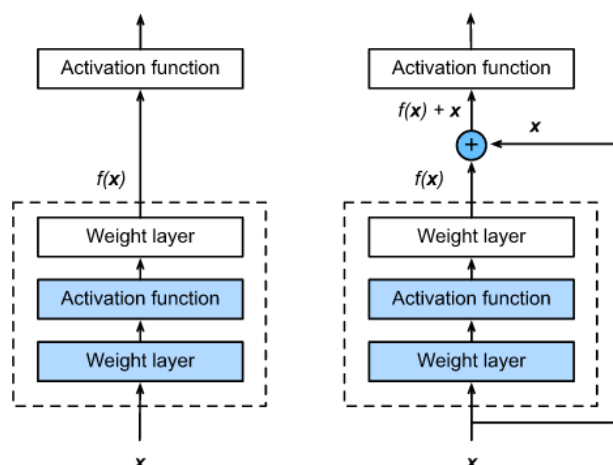 Activation function
f(x)
Weight layer
Activation function
Weight layer
x
Activation function
f(x) + x
x
+
f(x)
Weight layer
Activation function
Weight layer
x